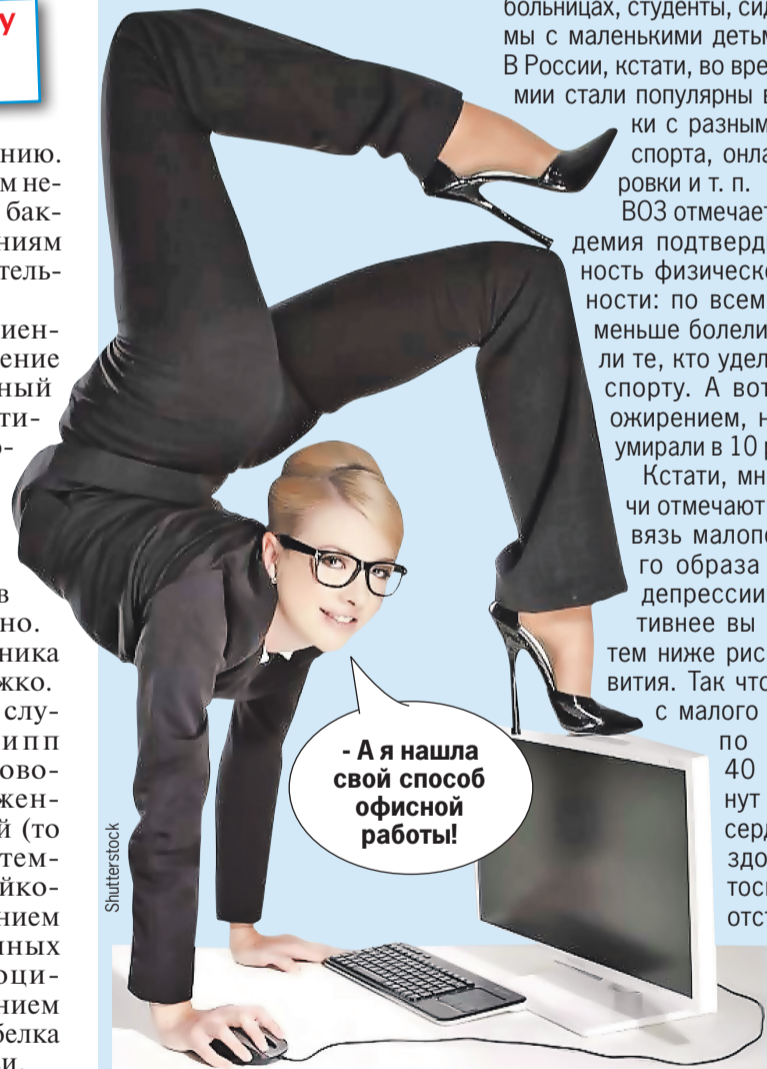 У
нию.
м не-
бак-
ниям
тель-
иен-
ение
ный
ти-
о-
в
но.
ника
жко.
слу-
ипп
ово-
жен-
й (то
тем-
йко-
нием
нных
оци-
нием
белка
и.
Shutterstock
- А я нашла
свой способ
офисной
работы!
больницах, студенты, сид
мы с маленькими детьм
В России, кстати, во вре
мии стали популярны в
ки с разным
спорта, онла
ровки и т. п.
ВОЗ отмечает
демия подтверд
ность физическо
ности: по всем
меньше болели
ли те, кто удел
спорту. А вот
ожирением, н
умирали в 10 р
Кстати, мн
чи отмечают
вязь малопо
го образа
депрессии
тивнее вы
тем ниже рис
вития. Так что
с малого
по
40
нут
серд
здо
тос
отст